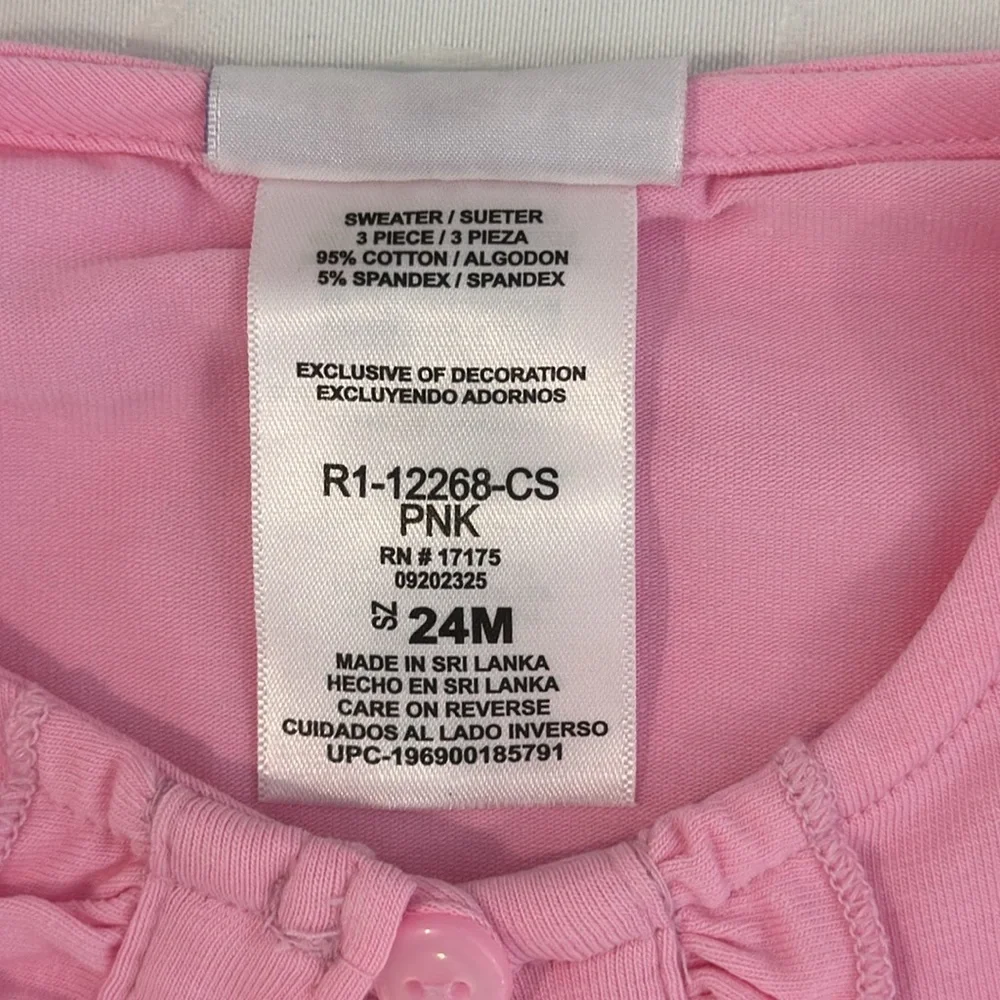 SWEATER / SUETER
3 PIECE / 3 PIEZA
95% COTTON / ALGODON
5% SPANDEX / SPANDEX
EXCLUSIVE OF DECORATION
EXCLUYENDO ADORNOS
R1-12268-CS
PNK
RN # 17175
09202325
SZ 24M
MADE IN SRI LANKA
HECHO EN SRI LANKA
CARE ON REVERSE
CUIDADOS AL LADO INVERSO
UPC-196900185791